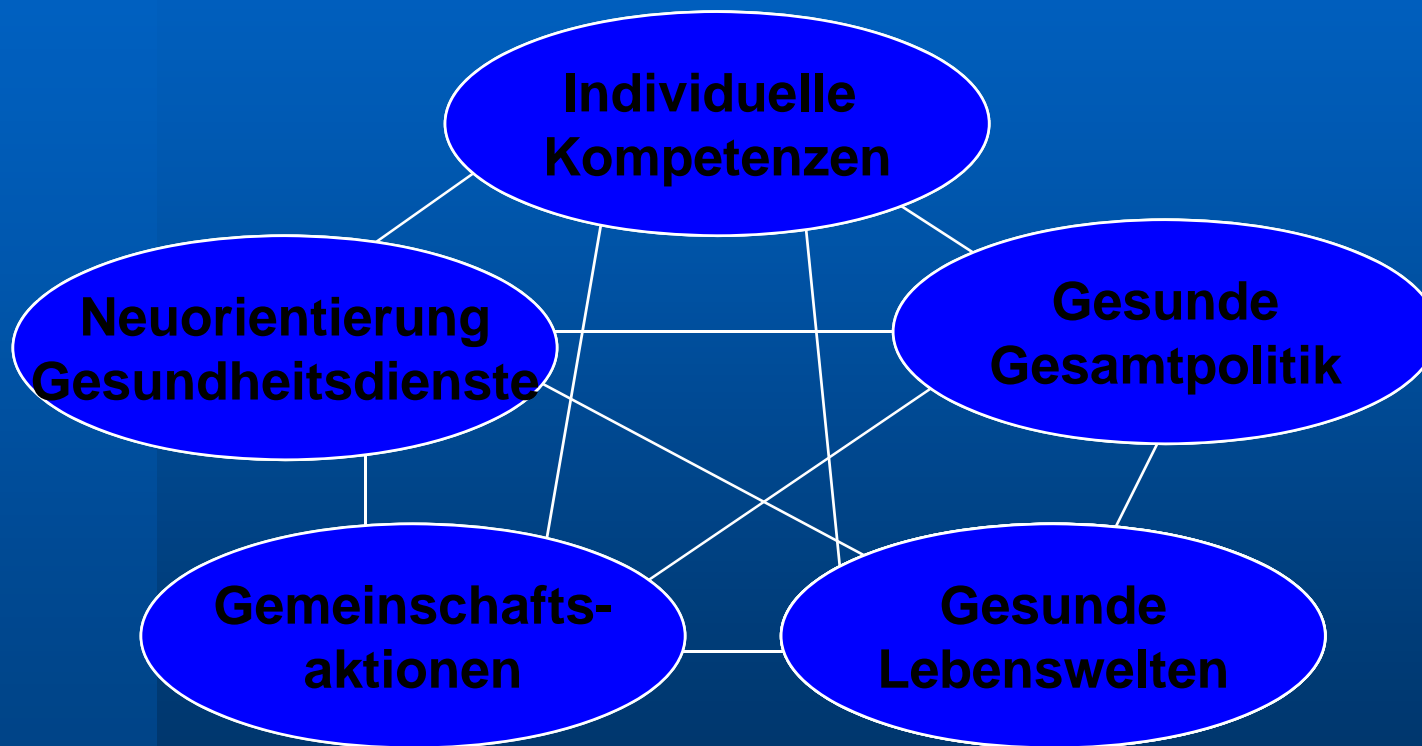 Individuelle
Kompetenzen
Neuorientierung
Gesundheitsdienste
Gesunde
Gesamtpolitik
Gemeinschafts-
aktionen
Gesunde
Lebenswelten